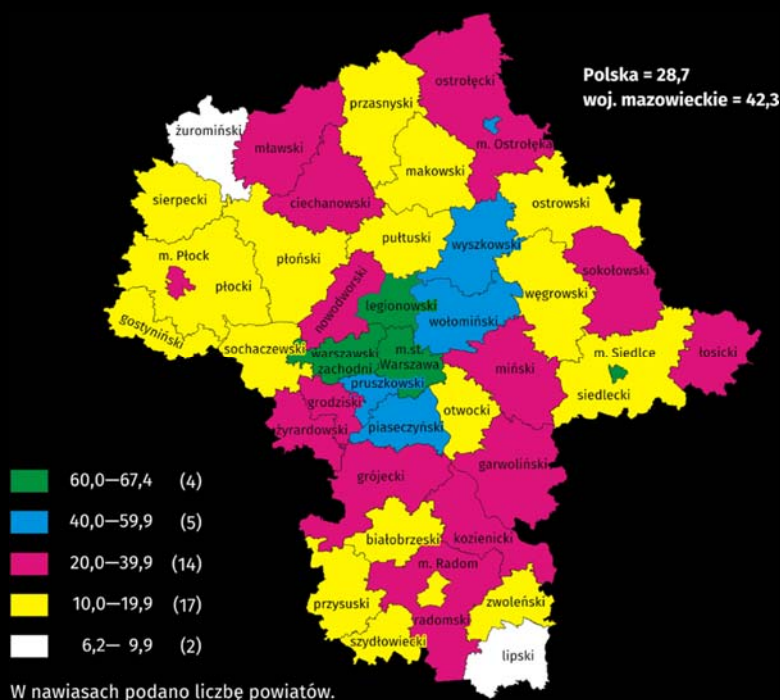 ostrołęcki
Polska = 28,7
woj. mazowieckie = 42,3
przasnyski
żuromiński
mławski
m. Ostrołęka
makowski
sierpecki
ciechanowski
ostrowski
pułtuski
wyszkowski
m. Płock
płoński
sokołowski
płocki
węgrowski
nowodworski
legionowski
wołomiński
gostyniński
sochaczewski
warszawski
zachodni
m.st.
Warszawa
m. Siedlce
łosicki
miński
pruszkowski
siedlecki
grodziski
otwocki
żyrardowski
piaseczyński
garwoliński
grójecki
60,0—67,4 (4)
40,0—59,9 (5)
białobrzeski
kozienicki
20,0—39,9 (14)
m. Radom
10,0—19,9 (17)
przysuski
zwoleński
radomski
szydłowiecki
6,2— 9,9 (2)
lipski
W nawiasach podano liczbę powiatów.